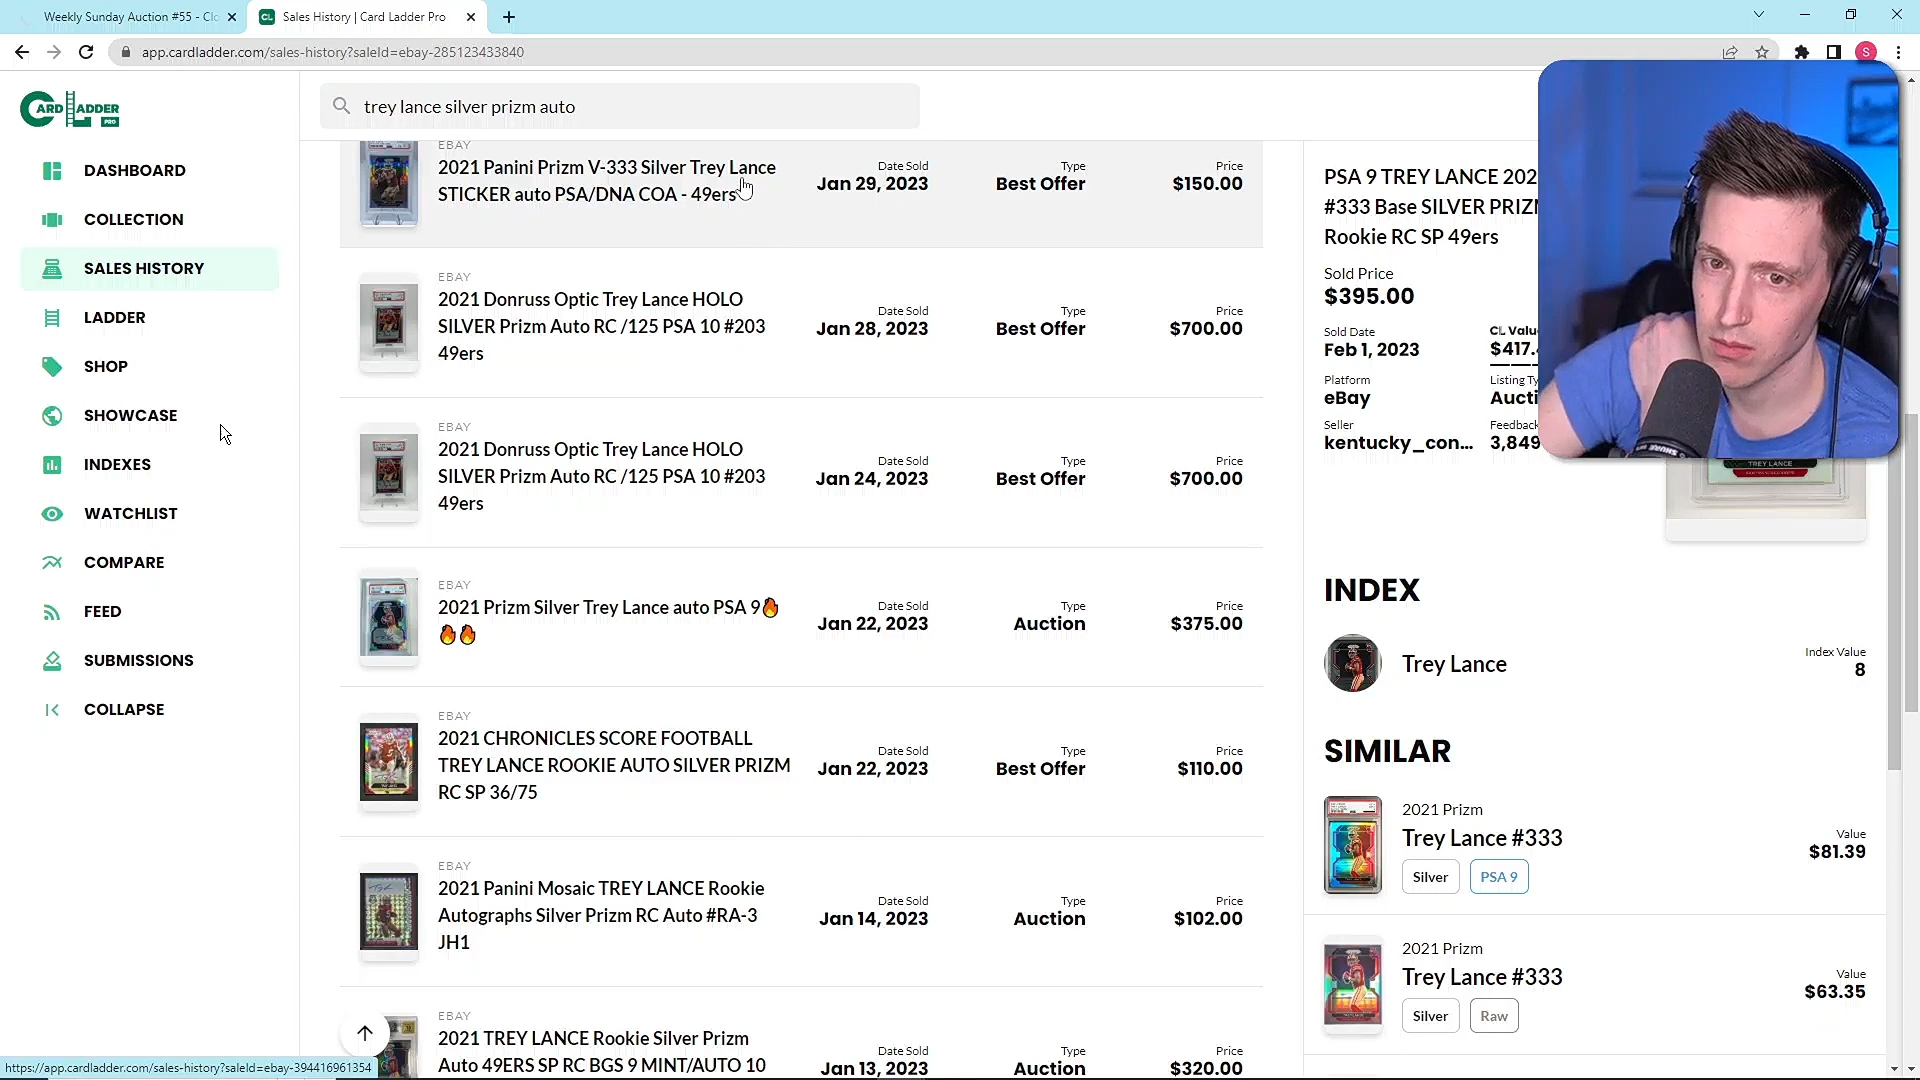 Weekly Sunday Auction #55 - Clo
Sales History | Card Ladder Pro
app.cardladder.com/sales-history?saleId=ebay-285123433840
S
CARD LADDER
PRO
trey lance silver prizm auto
DASHBOARD
COLLECTION
SALES HISTORY
LADDER
SHOP
SHOWCASE
INDEXES
WATCHLIST
COMPARE
FEED
SUBMISSIONS
COLLAPSE
EBAY
2021 Panini Prizm V-333 Silver Trey Lance
STICKER auto PSA/DNA COA - 49ers
Date Sold
Jan 29, 2023
Type
Best Offer
Price
$150.00
EBAY
2021 Donruss Optic Trey Lance HOLO
SILVER Prizm Auto RC /125 PSA 10 #203
49ers
Date Sold
Jan 28, 2023
Type
Best Offer
Price
$700.00
EBAY
2021 Donruss Optic Trey Lance HOLO
SILVER Prizm Auto RC /125 PSA 10 #203
49ers
Date Sold
Jan 24, 2023
Type
Best Offer
Price
$700.00
EBAY
2021 Prizm Silver Trey Lance auto PSA 9🔥
🔥🔥
Date Sold
Jan 22, 2023
Type
Auction
Price
$375.00
EBAY
2021 CHRONICLES SCORE FOOTBALL
TREY LANCE ROOKIE AUTO SILVER PRIZM
RC SP 36/75
Date Sold
Jan 22, 2023
Type
Best Offer
Price
$110.00
EBAY
2021 Panini Mosaic TREY LANCE Rookie
Autographs Silver Prizm RC Auto #RA-3
JH1
Date Sold
Jan 14, 2023
Type
Auction
Price
$102.00
EBAY
2021 TREY LANCE Rookie Silver Prizm
Auto 49ERS SP RC BGS 9 MINT/AUTO 10
Date Sold
Jan 13, 2023
Type
Auction
Price
$320.00
PSA 9 TREY LANCE 202
#333 Base SILVER PRIZM
Rookie RC SP 49ers
Sold Price
$395.00
Sold Date
Feb 1, 2023
CL Valu
$417.
Platform
eBay
Listing Ty
Aucti
Seller
kentucky_con...
Feedback
3,849
TREY LANCE
INDEX
Trey Lance
Index Value
8
SIMILAR
2021 Prizm
Trey Lance #333
Silver
PSA 9
Value
$81.39
2021 Prizm
Trey Lance #333
Silver
Raw
Value
$63.35
https://app.cardladder.com/sales-history?saleId=ebay-394416961354